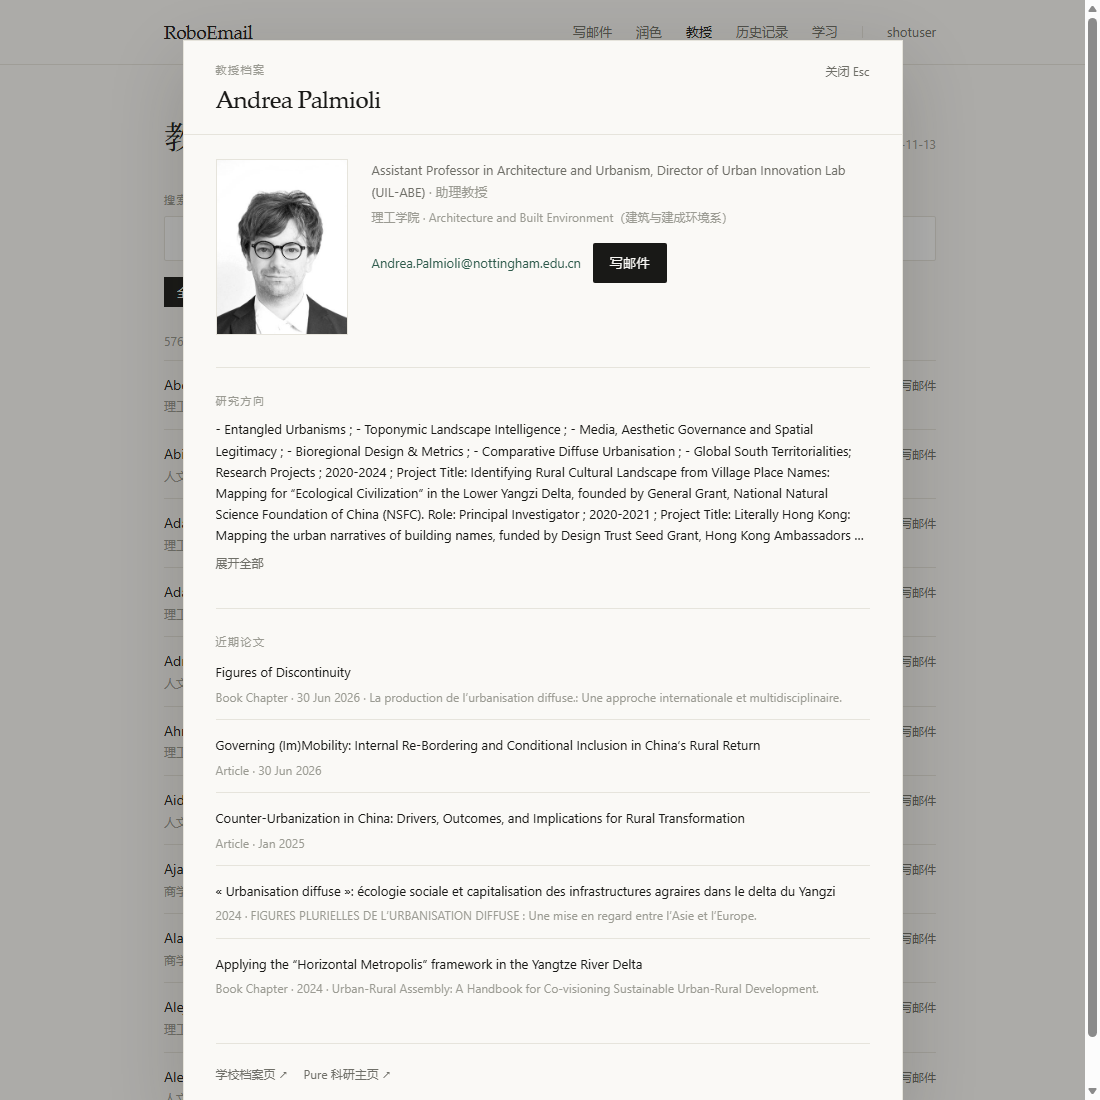 RoboEmail
写邮件
润色
教授
历史记录
学习
shotuser
教授档案
关闭 Esc
Andrea Palmioli
-11-13
Assistant Professor in Architecture and Urbanism, Director of Urban Innovation Lab
(UIL-ABE) · 助理教授
理工学院 · Architecture and Built Environment（建筑与建成环境系）
Andrea.Palmioli@nottingham.edu.cn
写邮件
576
研究方向
- Entangled Urbanisms ; - Toponymic Landscape Intelligence ; - Media, Aesthetic Governance and Spatial
Legitimacy ; - Bioregional Design & Metrics ; - Comparative Diffuse Urbanisation ; - Global South Territorialities;
Research Projects ; 2020-2024 ; Project Title: Identifying Rural Cultural Landscape from Village Place Names:
Mapping for “Ecological Civilization” in the Lower Yangzi Delta, founded by General Grant, National Natural
Science Foundation of China (NSFC). Role: Principal Investigator ; 2020-2021 ; Project Title: Literally Hong Kong:
Mapping the urban narratives of building names, funded by Design Trust Seed Grant, Hong Kong Ambassadors ...
展开全部
近期论文
Figures of Discontinuity
Book Chapter · 30 Jun 2026 · La production de l’urbanisation diffuse.: Une approche internationale et multidisciplinaire.
Governing (Im)Mobility: Internal Re-Bordering and Conditional Inclusion in China’s Rural Return
Article · 30 Jun 2026
Counter-Urbanization in China: Drivers, Outcomes, and Implications for Rural Transformation
Article · Jan 2025
« Urbanisation diffuse »: écologie sociale et capitalisation des infrastructures agraires dans le delta du Yangzi
2024 · FIGURES PLURIELLES DE L’URBANISATION DIFFUSE : Une mise en regard entre l’Asie et l’Europe.
Applying the “Horizontal Metropolis” framework in the Yangtze River Delta
Book Chapter · 2024 · Urban-Rural Assembly: A Handbook for Co-visioning Sustainable Urban-Rural Development.
学校档案页 ↗
Pure 科研主页 ↗